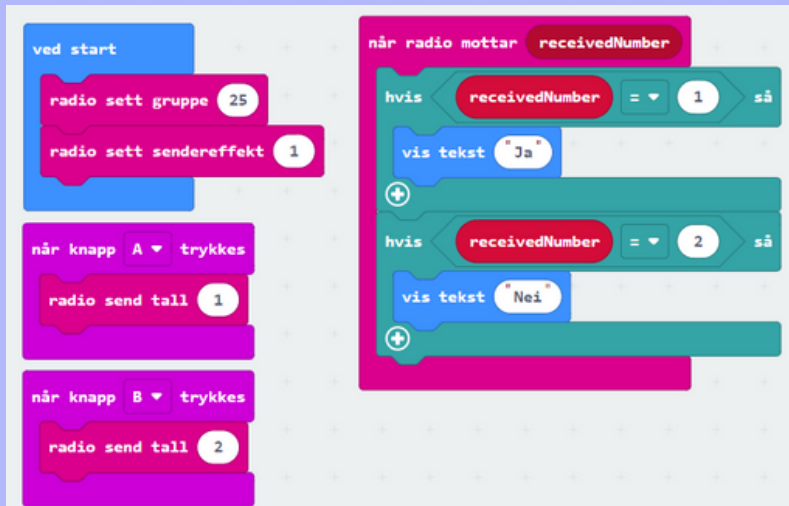 ved start
radio sett gruppe 25
radio sett sendereffekt 1
når knapp A trykkes
radio send tall 1
når knapp B trykkes
radio send tall 2
når radio mottar receivedNumber
hvis receivedNumber = 1 så
vis tekst "Ja"
hvis receivedNumber = 2 så
vis tekst "Nei"